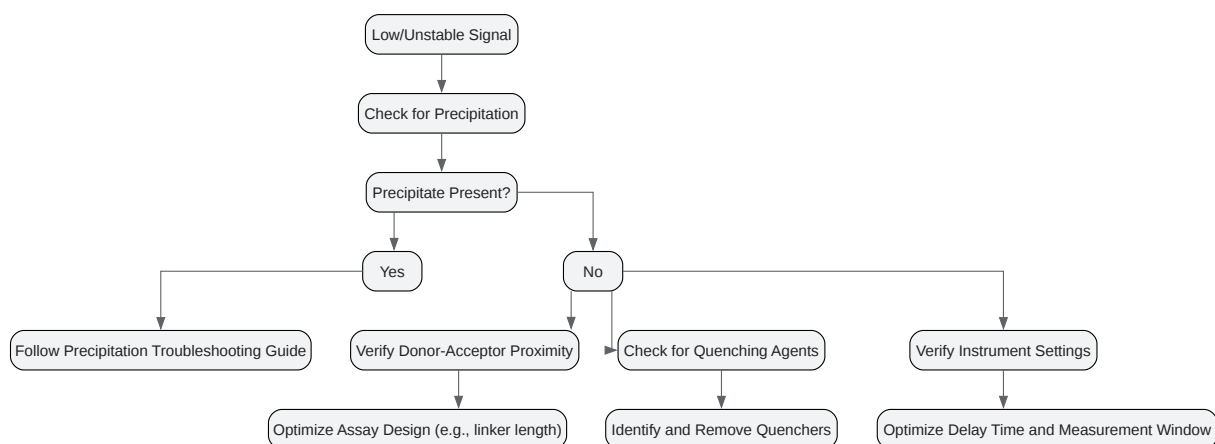 Low/Unstable Signal
Check for Precipitation
Precipitate Present?
Yes
No
Follow Precipitation Troubleshooting Guide
Verify Donor-Acceptor Proximity
Check for Quenching Agents
Verify Instrument Settings
Optimize Assay Design (e.g., linker length)
Identify and Remove Quenchers
Optimize Delay Time and Measurement Window